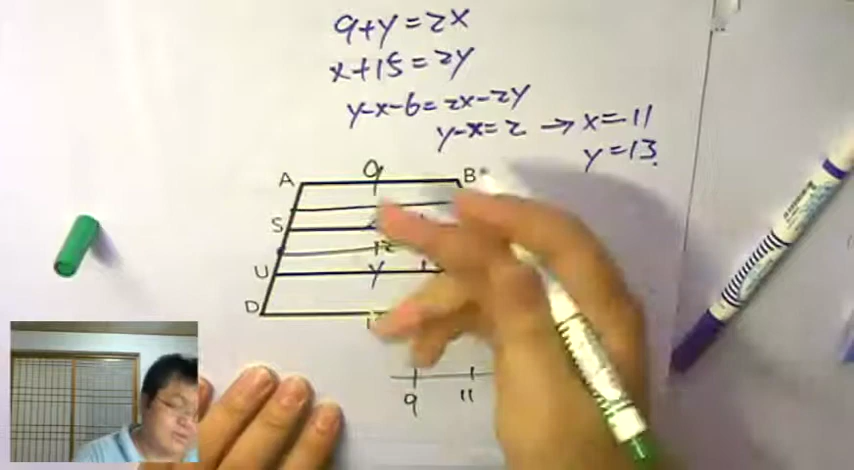 9+y=2x
x+15=2y
y-x-6=2x-2y
y-x=2 → x=11
y=13.
A 9 B
S
12
U y
D
9 11